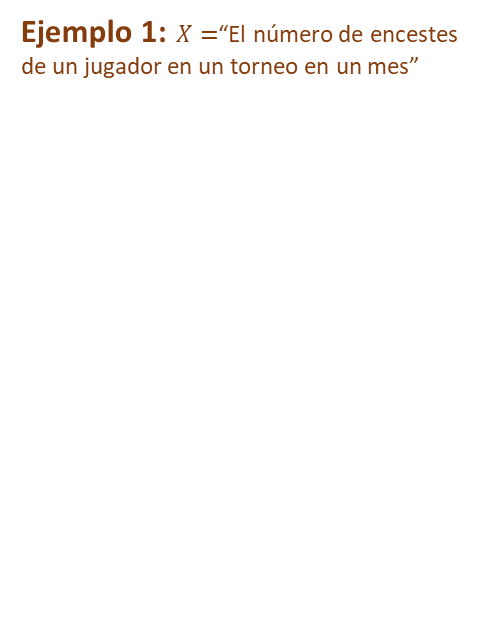 Ejemplo 1: X =“El número de encestes
de un jugador en un torneo en un mes”